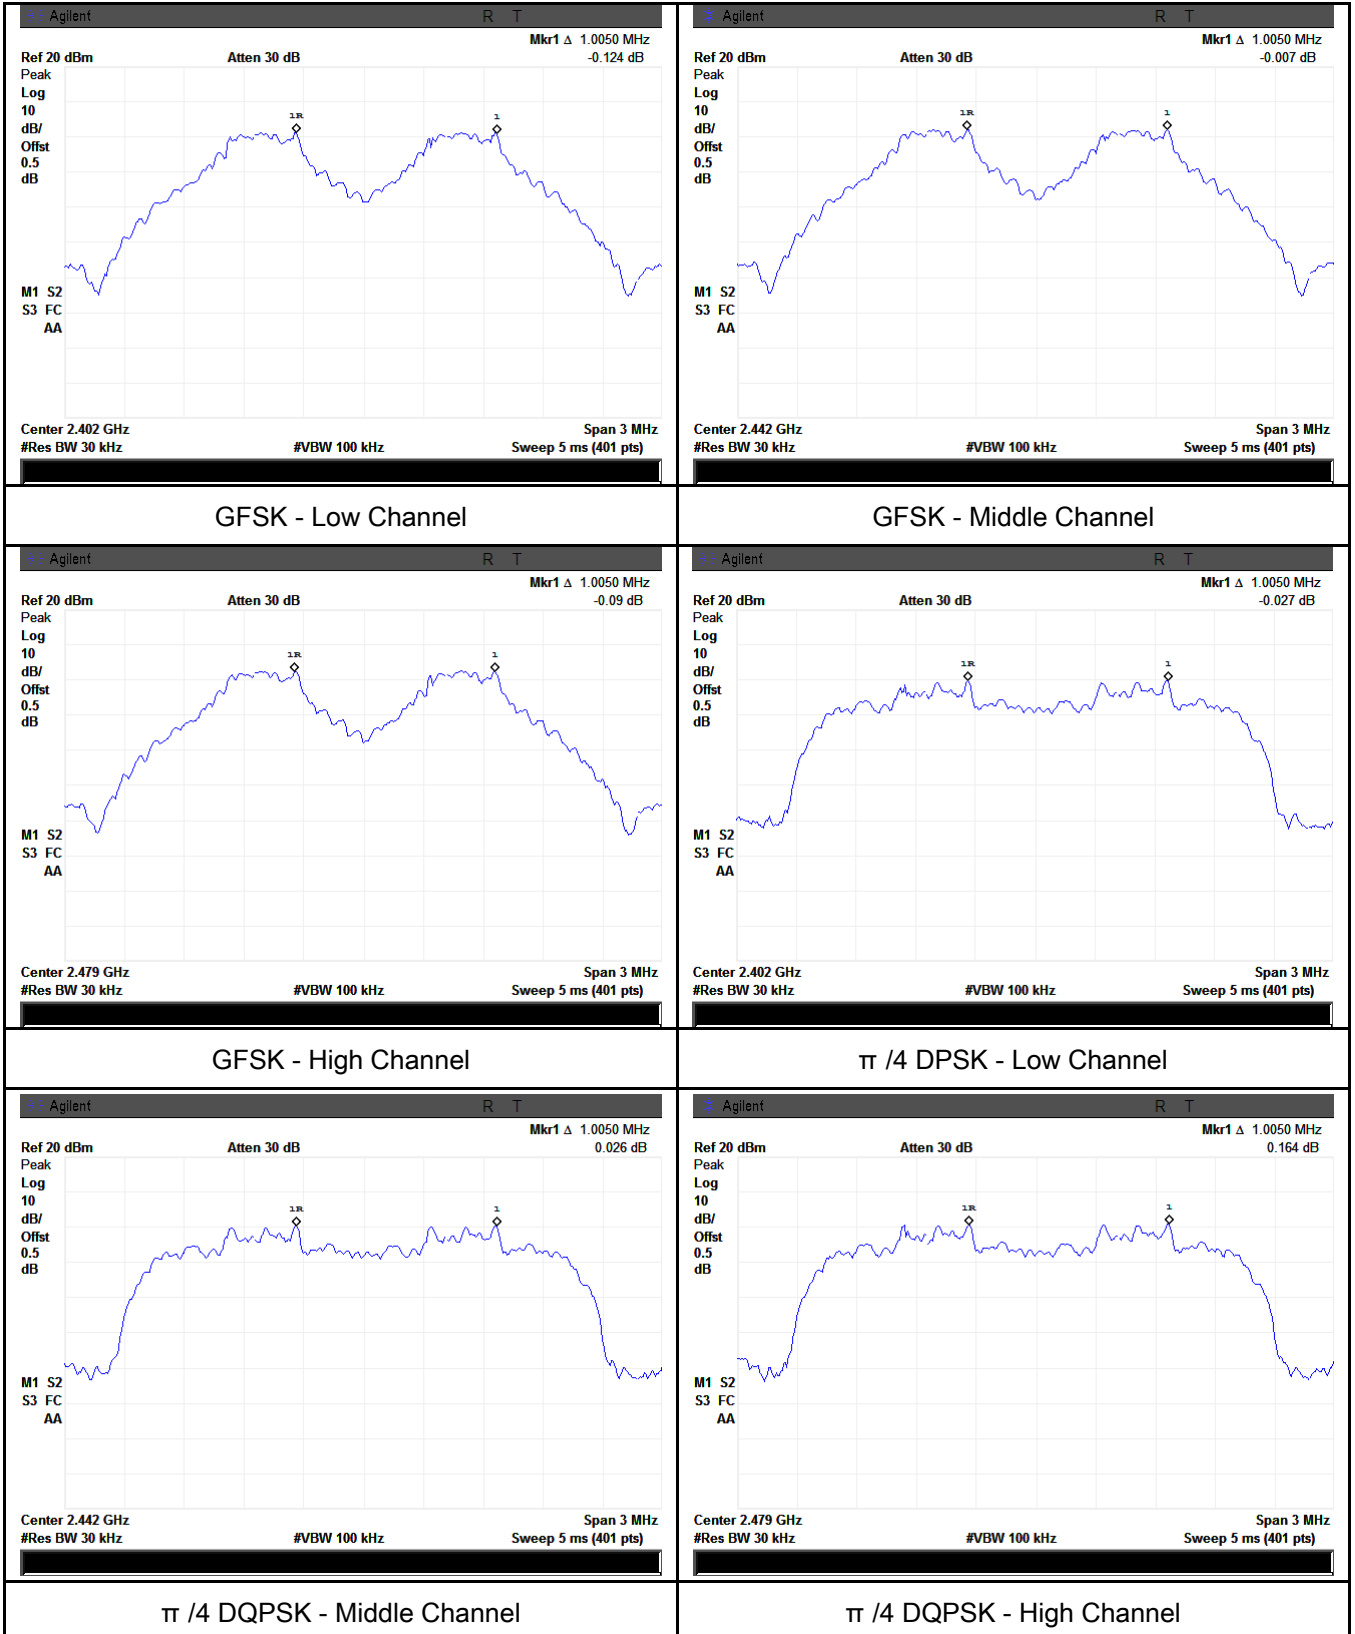 Agilent R T
Mkr1 Δ 1.0050 MHz
Ref 20 dBm Atten 30 dB -0.124 dB
Peak
Log
10
dB/
Offst
0.5
dB
1R 1
M1 S2
S3 FC
AA
Center 2.402 GHz Span 3 MHz
#Res BW 30 kHz #VBW 100 kHz Sweep 5 ms (401 pts)
GFSK - Low Channel
Agilent R T
Mkr1 Δ 1.0050 MHz
Ref 20 dBm Atten 30 dB -0.007 dB
Peak
Log
10
dB/
Offst
0.5
dB
1R 1
M1 S2
S3 FC
AA
Center 2.442 GHz Span 3 MHz
#Res BW 30 kHz #VBW 100 kHz Sweep 5 ms (401 pts)
GFSK - Middle Channel
Agilent R T
Mkr1 Δ 1.0050 MHz
Ref 20 dBm Atten 30 dB -0.09 dB
Peak
Log
10
dB/
Offst
0.5
dB
1R 1
M1 S2
S3 FC
AA
Center 2.479 GHz Span 3 MHz
#Res BW 30 kHz #VBW 100 kHz Sweep 5 ms (401 pts)
GFSK - High Channel
Agilent R T
Mkr1 Δ 1.0050 MHz
Ref 20 dBm Atten 30 dB -0.027 dB
Peak
Log
10
dB/
Offst
0.5
dB
1R 1
M1 S2
S3 FC
AA
Center 2.402 GHz Span 3 MHz
#Res BW 30 kHz #VBW 100 kHz Sweep 5 ms (401 pts)
π /4 DPSK - Low Channel
Agilent R T
Mkr1 Δ 1.0050 MHz
Ref 20 dBm Atten 30 dB 0.026 dB
Peak
Log
10
dB/
Offst
0.5
dB
1R 1
M1 S2
S3 FC
AA
Center 2.442 GHz Span 3 MHz
#Res BW 30 kHz #VBW 100 kHz Sweep 5 ms (401 pts)
π /4 DQPSK - Middle Channel
Agilent R T
Mkr1 Δ 1.0050 MHz
Ref 20 dBm Atten 30 dB 0.164 dB
Peak
Log
10
dB/
Offst
0.5
dB
1R 1
M1 S2
S3 FC
AA
Center 2.479 GHz Span 3 MHz
#Res BW 30 kHz #VBW 100 kHz Sweep 5 ms (401 pts)
π /4 DQPSK - High Channel